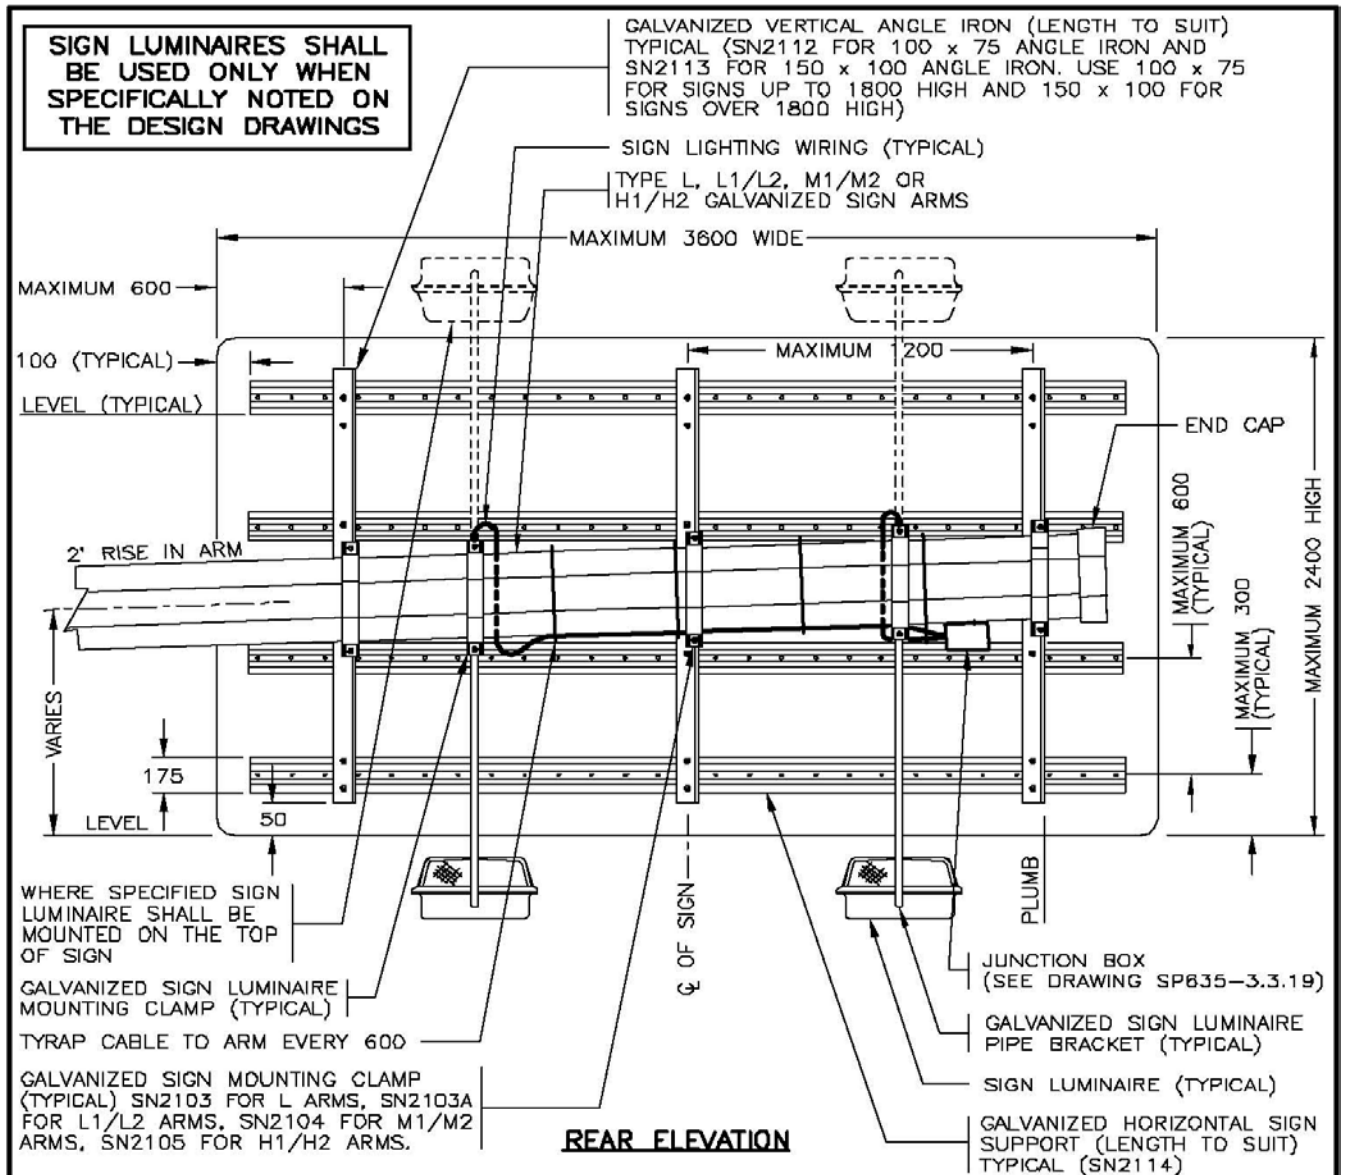 SIGN LUMINAIRES SHALL
BE USED ONLY WHEN
SPECIFICALLY NOTED ON
THE DESIGN DRAWINGS
GALVANIZED VERTICAL ANGLE IRON (LENGTH TO SUIT)
TYPICAL (SN2112 FOR 100 x 75 ANGLE IRON AND
SN2113 FOR 150 x 100 ANGLE IRON. USE 100 x 75
FOR SIGNS UP TO 1800 HIGH AND 150 x 100 FOR
SIGNS OVER 1800 HIGH)
SIGN LIGHTING WIRING (TYPICAL)
TYPE L, L1/L2, M1/M2 OR
H1/H2 GALVANIZED SIGN ARMS
MAXIMUM 3600 WIDE
MAXIMUM 600
100 (TYPICAL)
MAXIMUM 1200
LEVEL (TYPICAL)
END CAP
2' RISE IN ARM
MAXIMUM 600
(TYPICAL)
MAXIMUM 300
(TYPICAL)
MAXIMUM 2400 HIGH
VARIES
175
LEVEL
50
PLUMB
℄ OF SIGN
WHERE SPECIFIED SIGN
LUMINAIRE SHALL BE
MOUNTED ON THE TOP
OF SIGN
GALVANIZED SIGN LUMINAIRE
MOUNTING CLAMP (TYPICAL)
TYRAP CABLE TO ARM EVERY 600
GALVANIZED SIGN MOUNTING CLAMP
(TYPICAL) SN2103 FOR L ARMS, SN2103A
FOR L1/L2 ARMS, SN2104 FOR M1/M2
ARMS, SN2105 FOR H1/H2 ARMS.
JUNCTION BOX
(SEE DRAWING SP635-3.3.19)
GALVANIZED SIGN LUMINAIRE
PIPE BRACKET (TYPICAL)
SIGN LUMINAIRE (TYPICAL)
GALVANIZED HORIZONTAL SIGN
SUPPORT (LENGTH TO SUIT)
TYPICAL (SN2114)
REAR ELEVATION